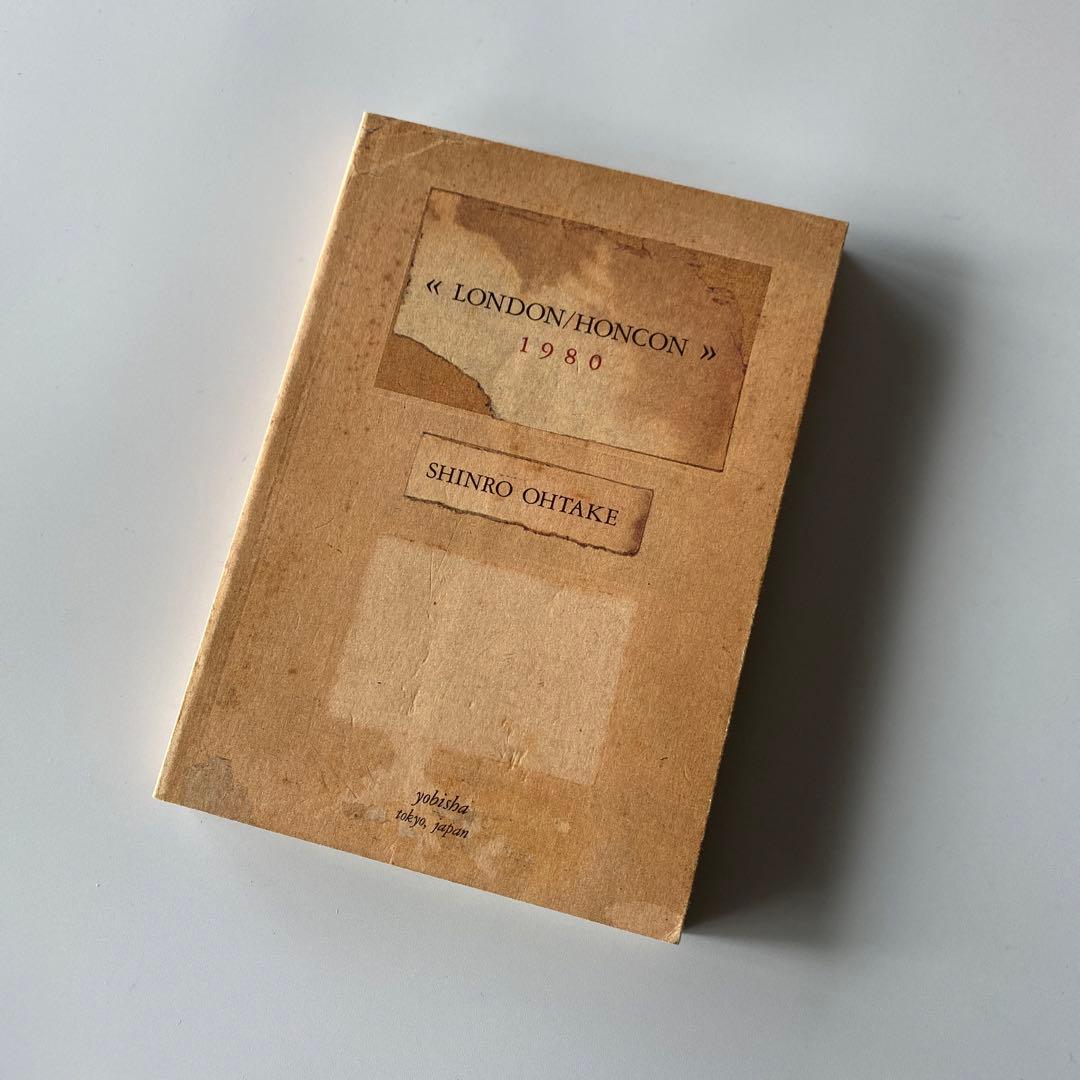 « LONDON/HONCON »
1980
SHINRO OHTAKE
yobisha
tokyo, japan